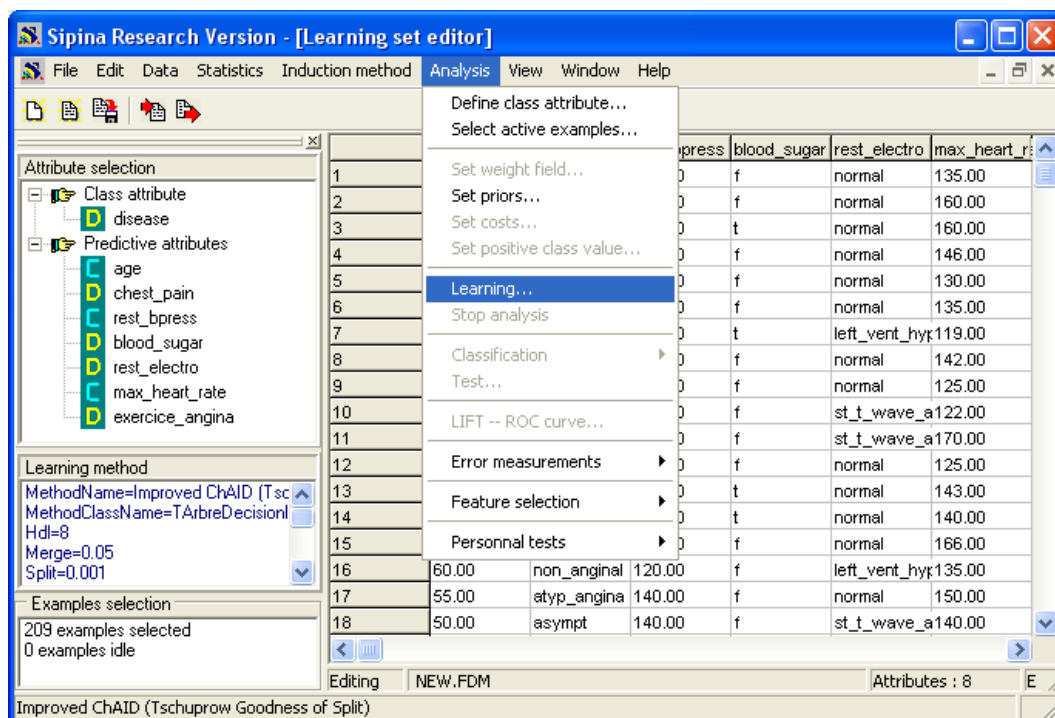 Sipina Research Version - [Learning set editor]
File Edit Data Statistics Induction method Analysis View Window Help
Define class attribute...
Select active examples...
Set weight field...
Set priors...
Set costs...
Set positive class value...
Learning...
Stop analysis
Classification
Test...
LIFT -- ROC curve...
Error measurements
Feature selection
Personnal tests
Attribute selection
Class attribute
D disease
Predictive attributes
C age
D chest_pain
C rest_bpress
D blood_sugar
D rest_electro
C max_heart_rate
D exercice_angina
Learning method
MethodName=Improved ChAID (Tsc
MethodClassName=TArbreDecisionI
Hdl=8
Merge=0.05
Split=0.001
Examples selection
209 examples selected
0 examples idle
press blood_sugar rest_electro max_heart_r
1 f normal 135.00
2 f normal 160.00
3 t normal 160.00
4 f normal 146.00
5 f normal 130.00
6 f normal 135.00
7 t left_vent_hyp 119.00
8 f normal 142.00
9 f normal 125.00
10 f st_t_wave_a 122.00
11 f st_t_wave_a 170.00
12 f normal 125.00
13 t normal 143.00
14 t normal 140.00
15 f normal 166.00
16 60.00 non_anginal 120.00 f left_vent_hyp 135.00
17 55.00 atyp_angina 140.00 f normal 150.00
18 50.00 asympt 140.00 f st_t_wave_a 140.00
Editing NEW.FDM Attributes : 8 E
Improved ChAID (Tschuprow Goodness of Split)